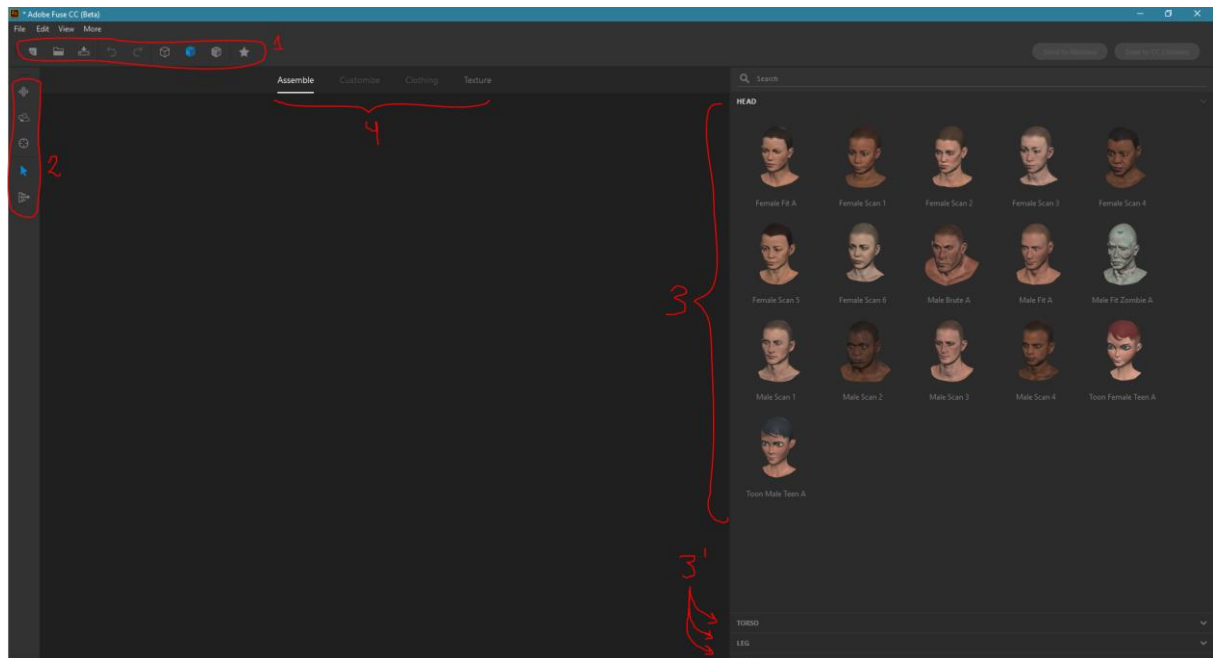 * Adobe Fuse CC (Beta)
File Edit View More
1
Assemble Customize Clothing Texture
Search
HEAD
4
2
Female Fit A Female Scan 1 Female Scan 2 Female Scan 3 Female Scan 4
3
Female Scan 5 Female Scan 6 Male Brute A Male Fit A Male Fit Zombie A
Male Scan 1 Male Scan 2 Male Scan 3 Male Scan 4 Toon Female Teen A
Toon Male Teen A
3'
TORSO
LEG